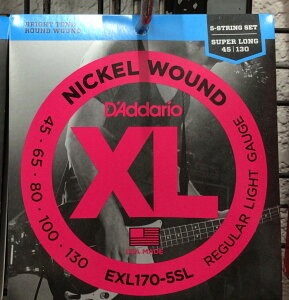 BRIGHT TONE
ROUND WOUND
5-STRING SET
SUPER LONG
45 | 130
NICKEL WOUND
D'Addario
XL
45 · 65 · 80 · 100 · 130
REGULAR LIGHT GAUGE
U.S.A. MADE
EXL170-5SL